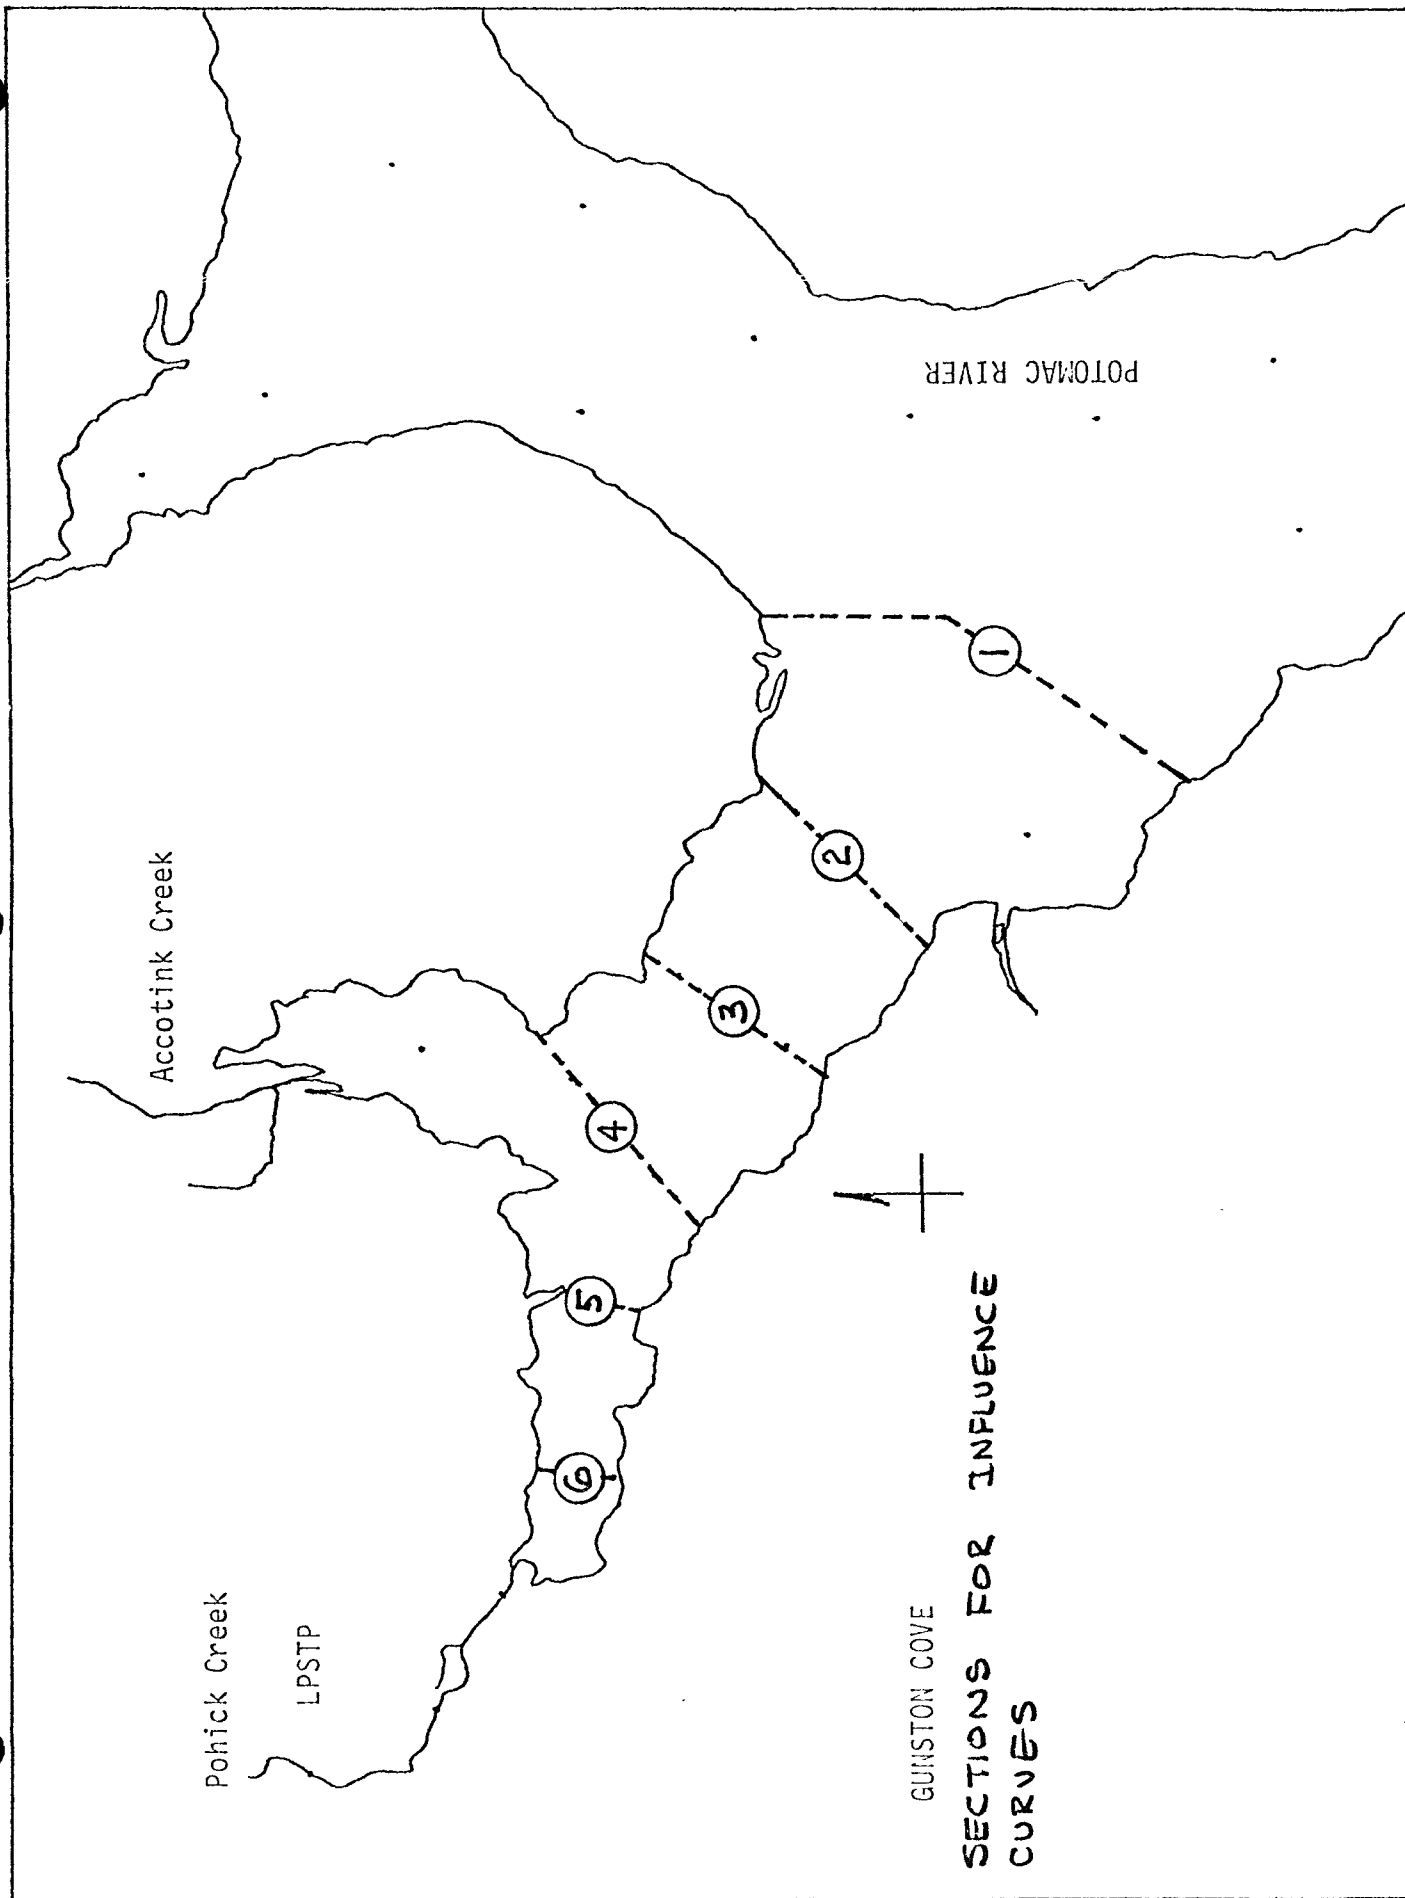 Pohick Creek
LPSTP
Accotink Creek
POTOMAC RIVER
1
2
3
4
5
6
GUNSTON COVE
SECTIONS FOR INFLUENCE
CURVES